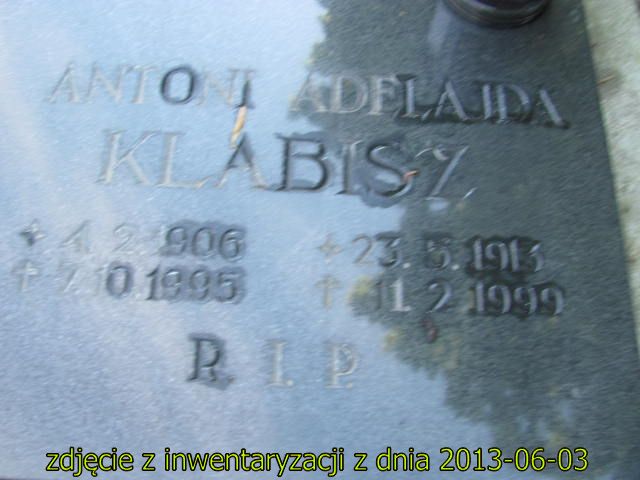 ANTONI ADELAJDA
KLABISZ
+ 4.2.1906 + 23.5.1913
† 7.10.1995 † 11.2.1999
R.I.P.
zdjęcie z inwentaryzacji z dnia 2013-06-03